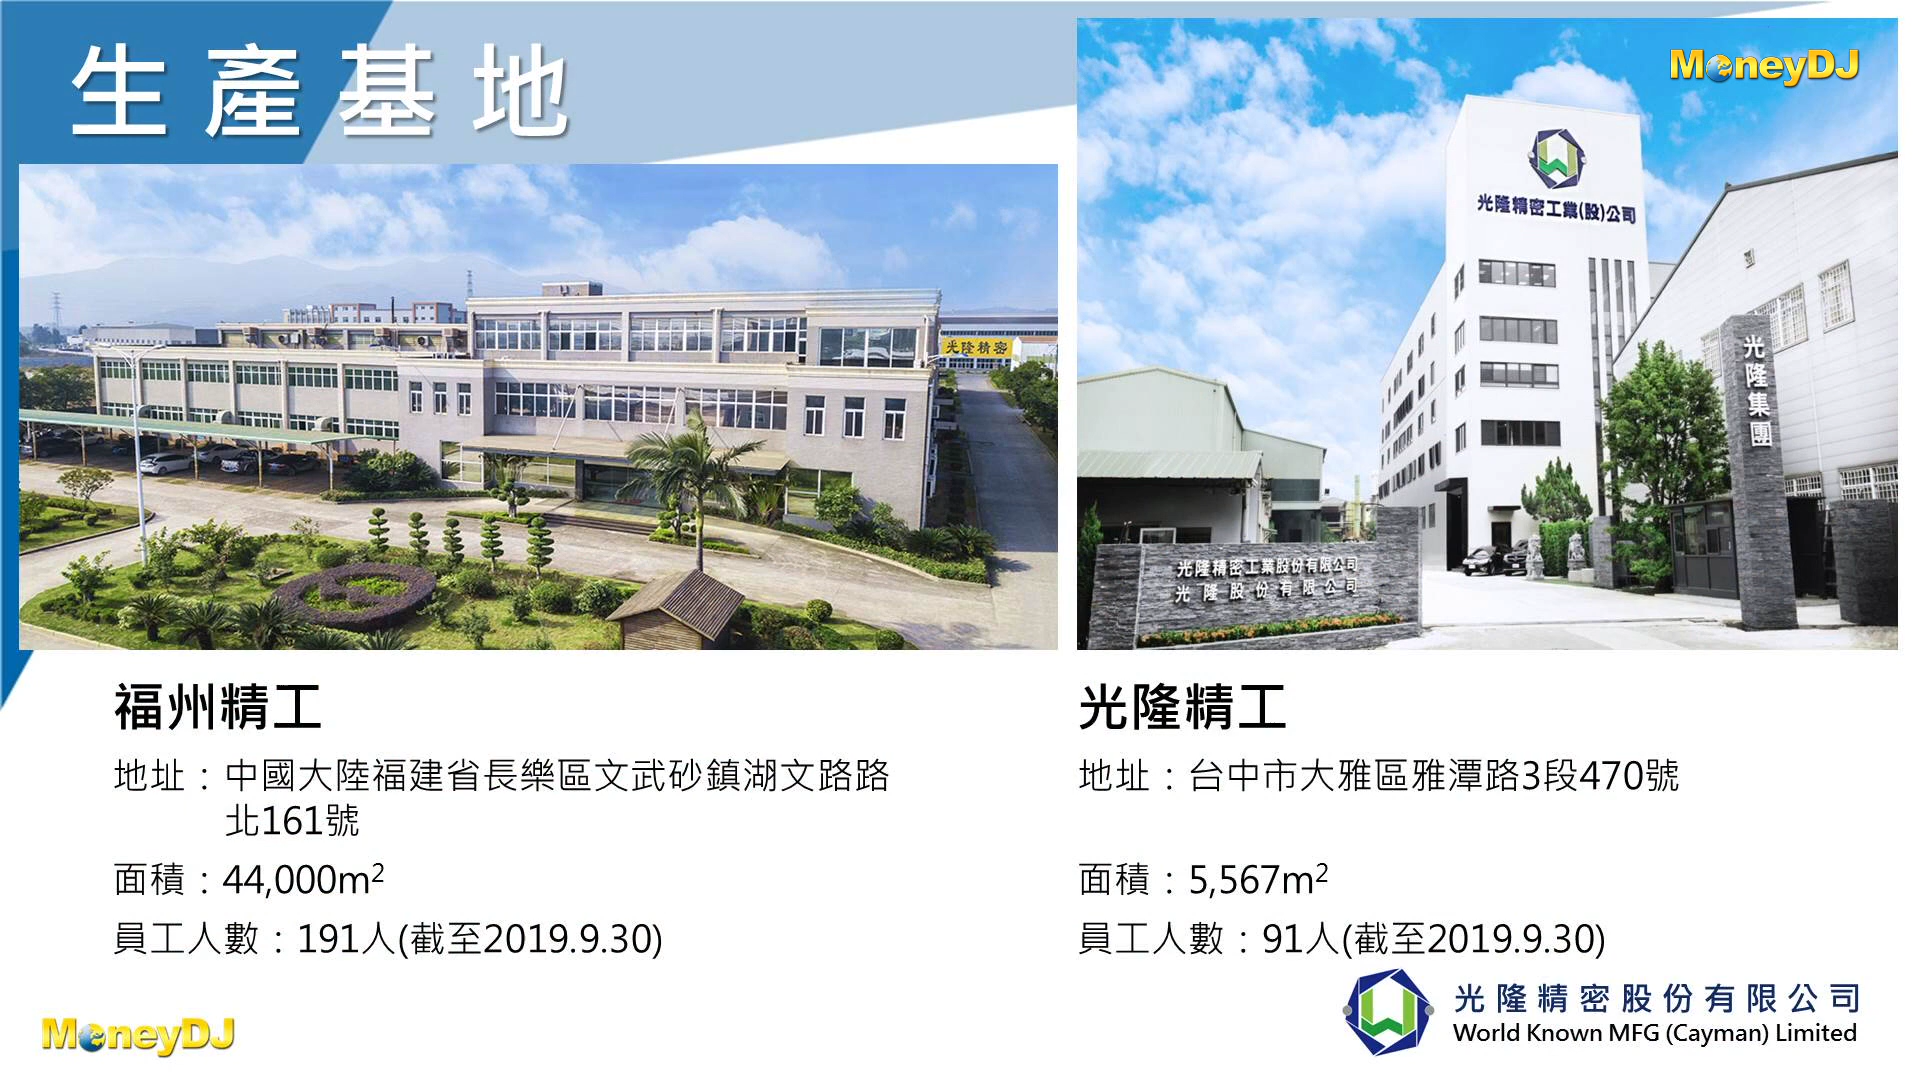 生產基地
MoneyDJ
光隆精密工業(股)公司
光隆精密
光隆集團
光隆精密工業股份有限公司
光隆股份有限公司
福州精工
地址：中國大陸福建省長樂區文武砂鎮湖文路路
北161號
面積：44,000m²
員工人數：191人(截至2019.9.30)
光隆精工
地址：台中市大雅區雅潭路3段470號
面積：5,567m²
員工人數：91人(截至2019.9.30)
MoneyDJ
光隆精密股份有限公司
World Known MFG (Cayman) Limited